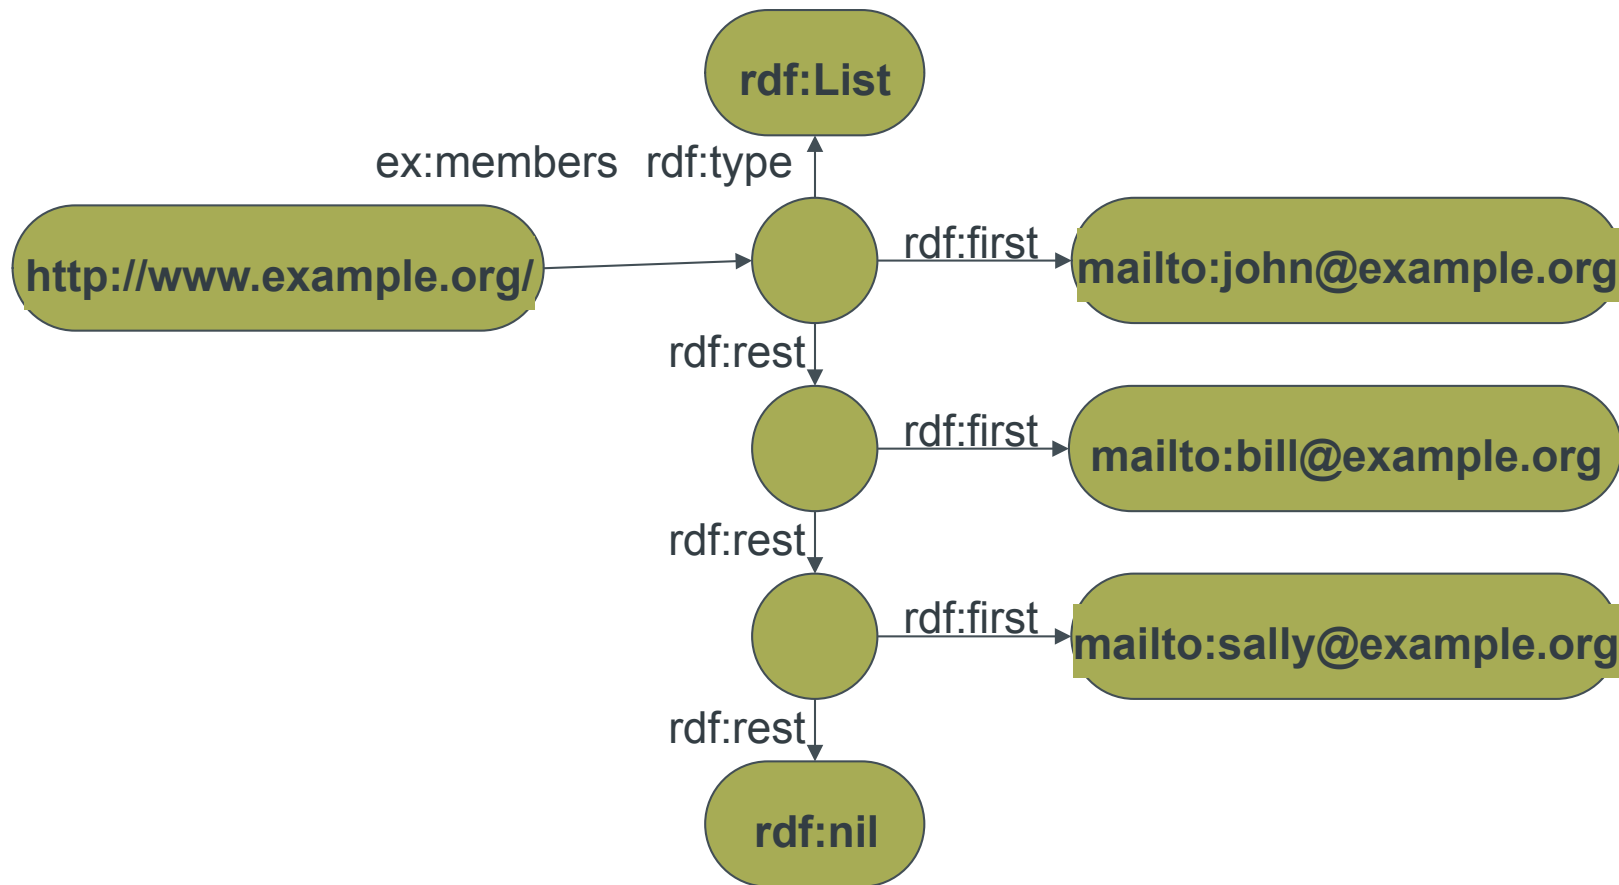 rdf:List
ex:members rdf:type
http://www.example.org/
rdf:first
mailto:john@example.org
rdf:rest
rdf:first
mailto:bill@example.org
rdf:rest
rdf:first
mailto:sally@example.org
rdf:rest
rdf:nil